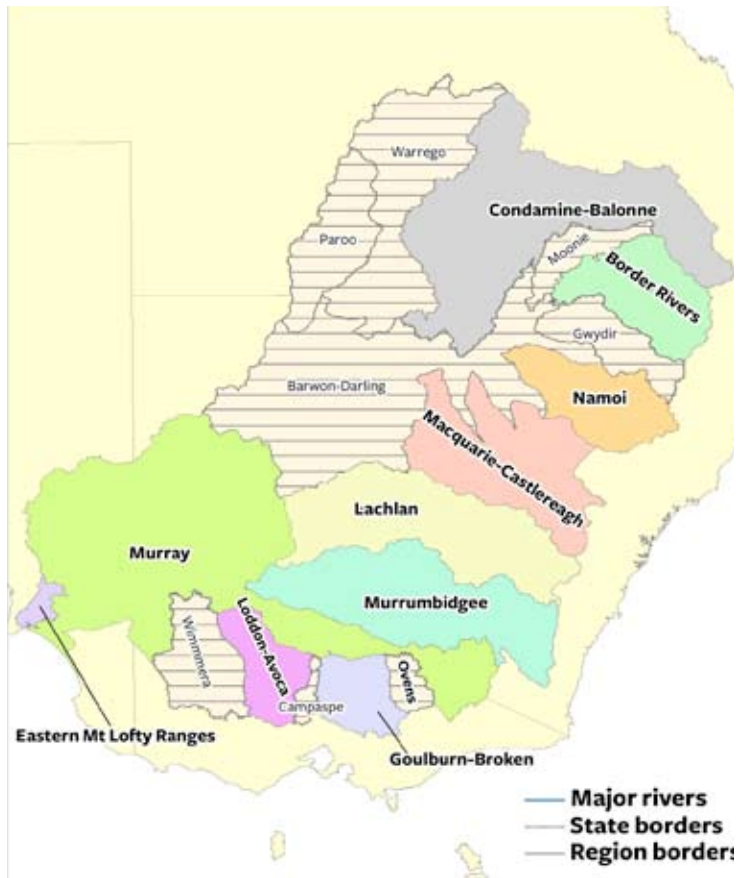 Warrego
Condamine-Balonne
Paroo
Moonie
Border Rivers
Gwydir
Barwon-Darling
Namoi
Macquarie-Castlereagh
Lachlan
Murray
Murrumbidgee
Loddon-Avoca
Wimmmera
Ovens
Campaspe
Eastern Mt Lofty Ranges
Goulburn-Broken
Major rivers
State borders
Region borders